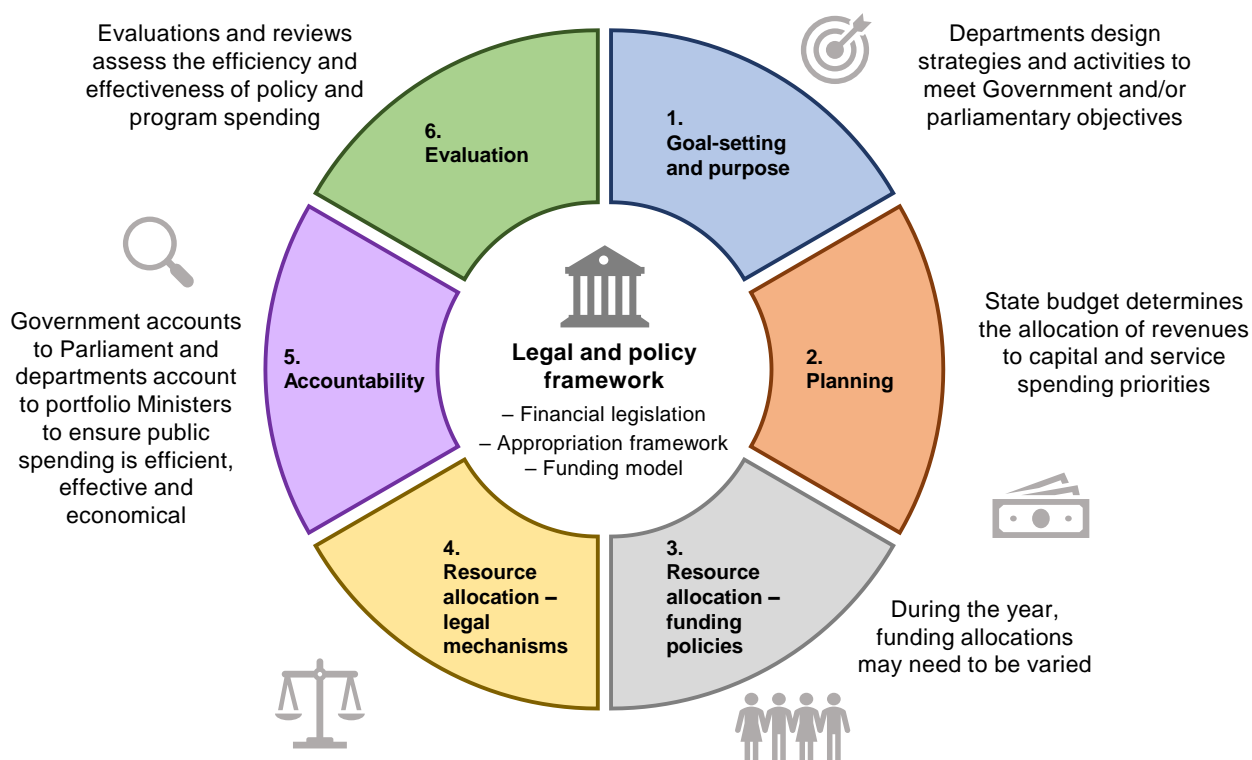 Evaluations and reviews
assess the efficiency and
effectiveness of policy and
program spending
Departments design
strategies and activities to
meet Government and/or
parliamentary objectives
6.
Evaluation
1.
Goal-setting
and purpose
Government accounts
to Parliament and
departments account
to portfolio Ministers
to ensure public
spending is efficient,
effective and
economical
5.
Accountability
Legal and policy
framework
– Financial legislation
– Appropriation framework
– Funding model
2.
Planning
State budget determines
the allocation of revenues
to capital and service
spending priorities
4.
Resource
allocation –
legal
mechanisms
3.
Resource
allocation –
funding
policies
During the year,
funding allocations
may need to be varied